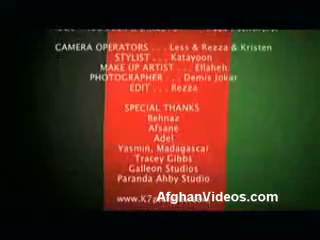 CAMERA OPERATORS . . . Less & Rezza & Kristen
STYLIST . . . Katayoon
MAKE UP ARTIST . . . Ellaheh
PHOTOGRAPHER . . . Demis Jokar
EDIT . . . Rezza
SPECIAL THANKS
Behnaz
Afsane
Adel
Yasmin, Madagascar
Tracey Gibbs
Galleon Studios
Paranda Ahby Studio
AfghanVideos.com